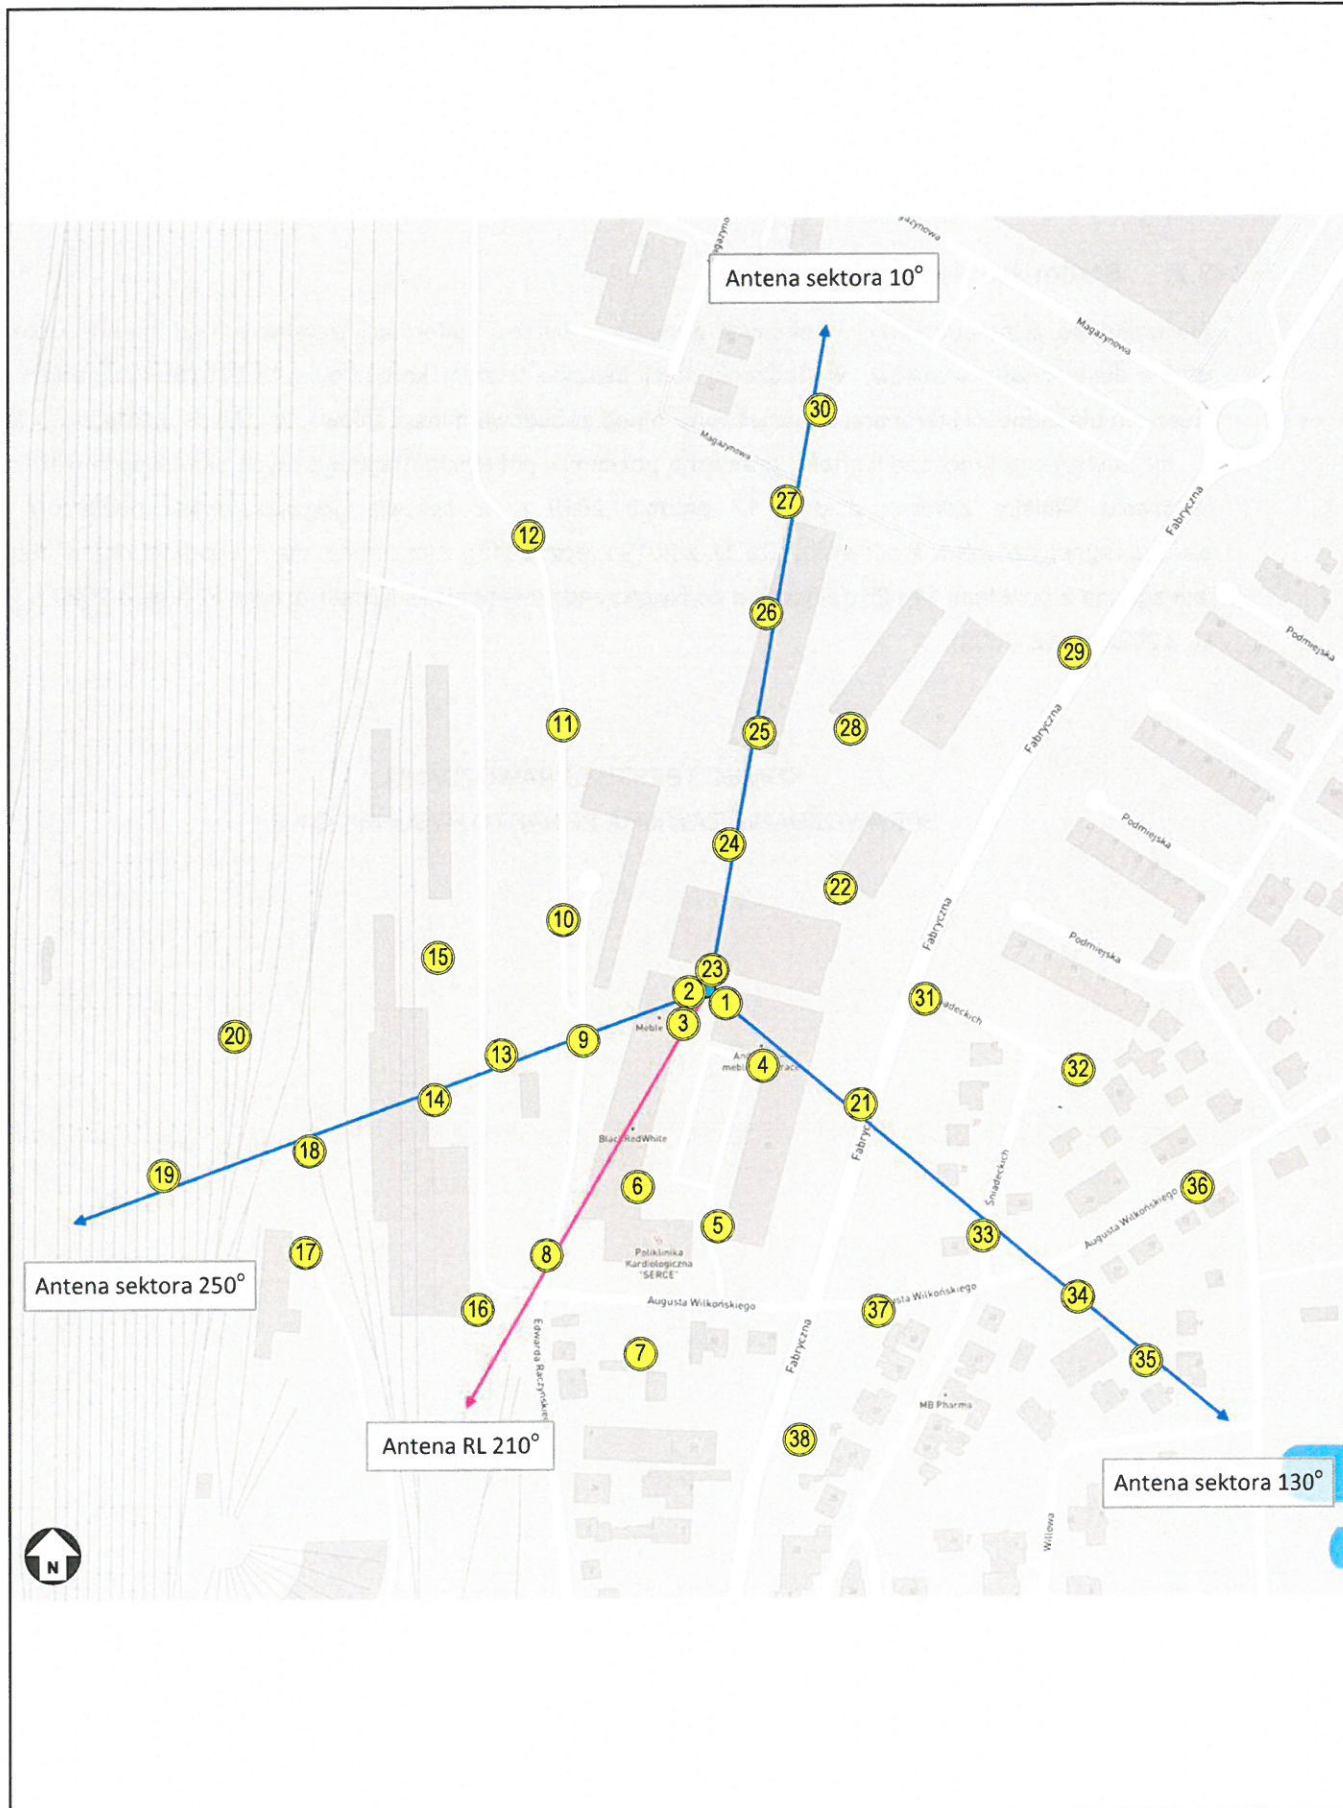 Magazynowa
Antena sektora 10°
Magazynowa
30
Magazynowa
27
Fabryczna
12
26
Podmiejska
29
11
28
25
Fabryczna
24
Podmiejska
22
10
Fabryczna
Podmiejska
15
23
2
1
31
3
Meble
20
9
13
4
32
14
21
BlackRedWhite
Fabryczna
18
19
6
Śniadeckich
36
5
33
Augusta Wilkońskiego
17
8
Poliklinika
Kardiologiczna
"SERCE"
Antena sektora 250°
34
16
Augusta Wilkońskiego
37
7
Fabryczna
35
MB Pharma
Antena RL 210°
38
Antena sektora 130°
Willowa
N